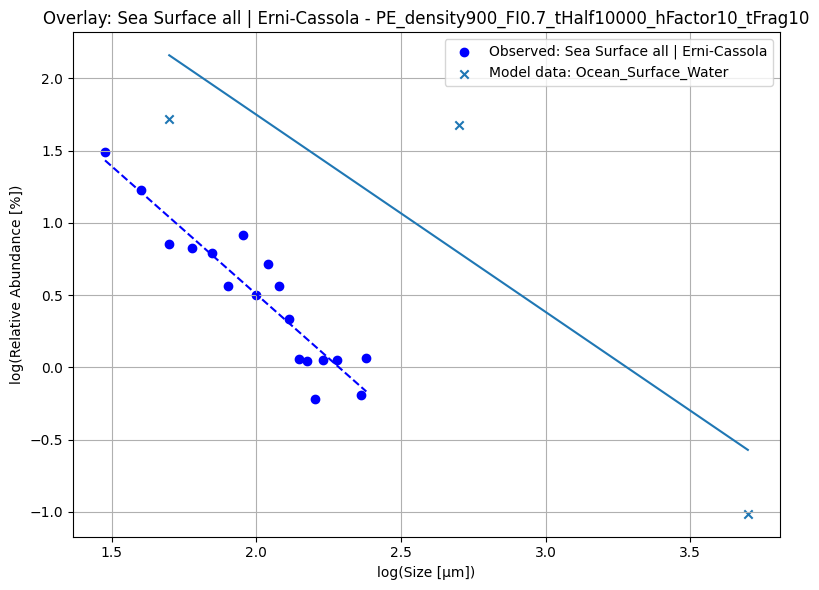 Overlay: Sea Surface all | Erni-Cassola - PE_density900_FI0.7_tHalf10000_hFactor10_tFrag10
Observed: Sea Surface all | Erni-Cassola
Model data: Ocean_Surface_Water
log(Relative Abundance [%])
2.0
1.5
1.0
0.5
0.0
−0.5
−1.0
1.5 2.0 2.5 3.0 3.5
log(Size [µm])